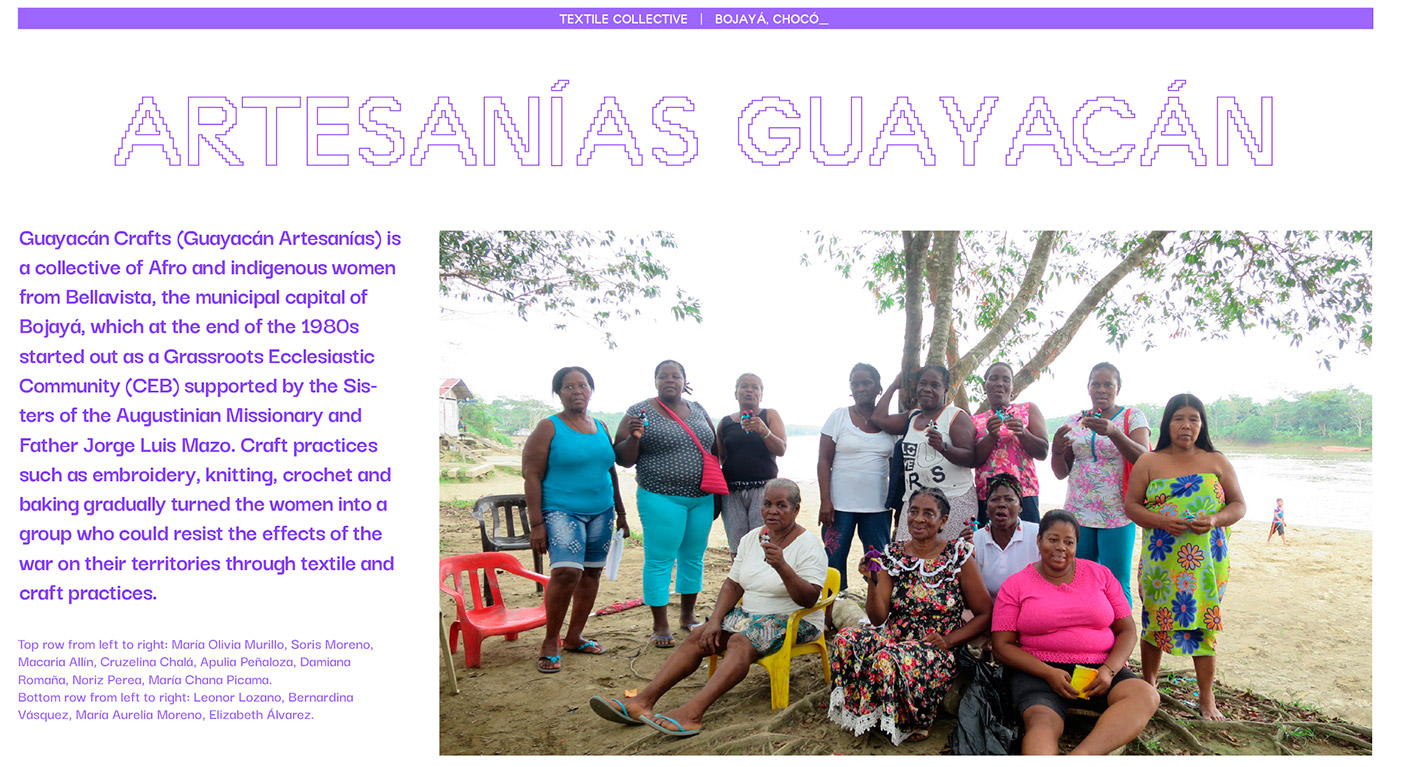 TEXTILE COLLECTIVE | BOJAYÁ, CHOCÓ_
ARTESANÍAS GUAYACÁN
Guayacán Crafts (Guayacán Artesanías) is
a collective of Afro and indigenous women
from Bellavista, the municipal capital of
Bojayá, which at the end of the 1980s
started out as a Grassroots Ecclesiastic
Community (CEB) supported by the Sis-
ters of the Augustinian Missionary and
Father Jorge Luis Mazo. Craft practices
such as embroidery, knitting, crochet and
baking gradually turned the women into a
group who could resist the effects of the
war on their territories through textile and
craft practices.
Top row from left to right: María Olivia Murillo, Soris Moreno,
Macaria Allín, Cruzelina Chalá, Apulia Peñaloza, Damiana
Romaña, Noriz Perea, María Chana Picama.
Bottom row from left to right: Leonor Lozano, Bernardina
Vásquez, María Aurelia Moreno, Elizabeth Álvarez.